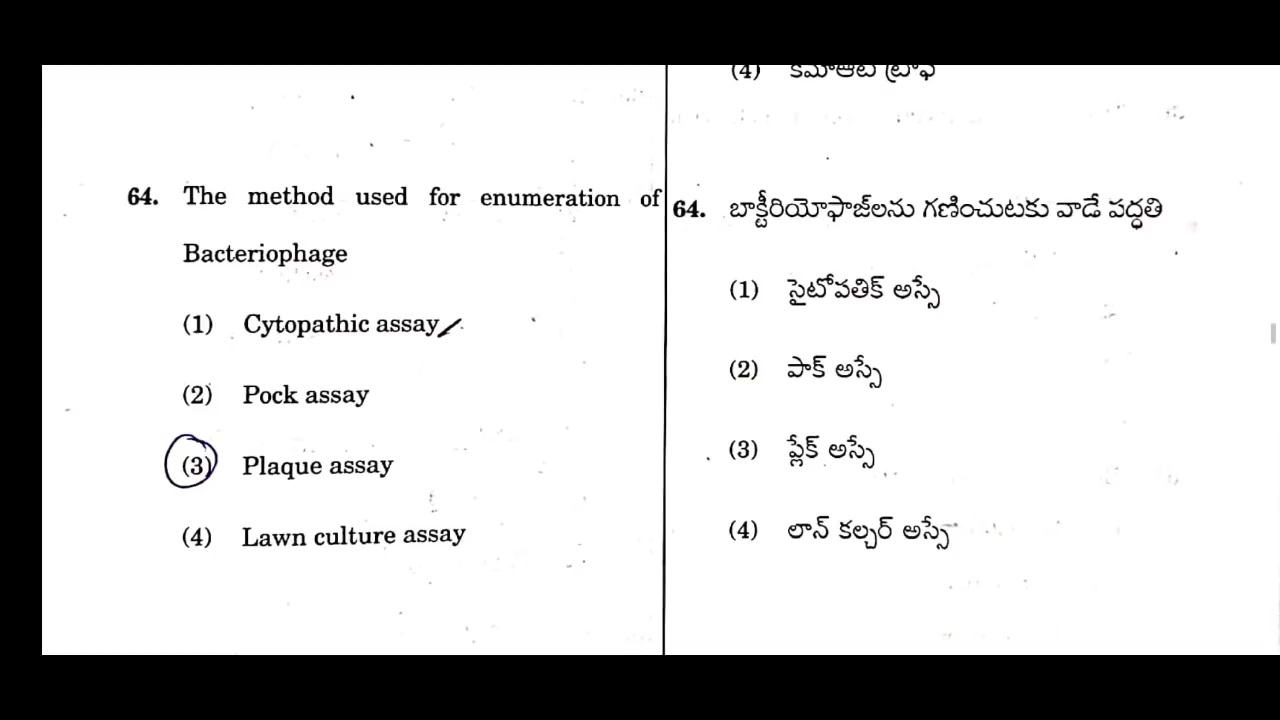 64. The method used for enumeration of
Bacteriophage
(1) Cytopathic assay
(2) Pock assay
(3) Plaque assay
(4) Lawn culture assay
(4) కీమోఆటోట్రోఫ్
64. బాక్టీరియోఫాజ్‌లను గణించుటకు వాడే పద్ధతి
(1) సైటోపతిక్ అస్సే
(2) పాక్ అస్సే
(3) ప్లేక్ అస్సే
(4) లాన్ కల్చర్ అస్సే